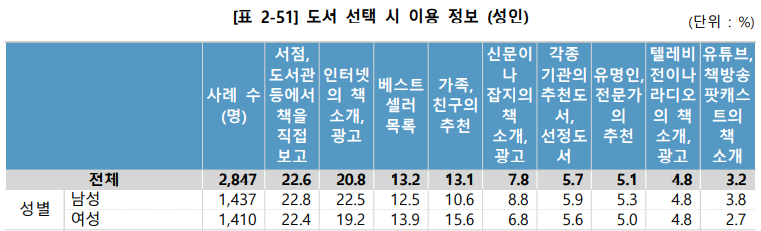 [표 2-51] 도서 선택 시 이용 정보 (성인)
(단위 : %)
사례 수
(명)
서점,
도서관
등에서
책을
직접
보고
인터넷
의 책
소개,
광고
베스트
셀러
목록
가족,
친구의
추천
신문이
나
잡지의
책
소개,
광고
각종
기관의
추천도
서,
선정도
서
유명인,
전문가
의
추천
텔레비
전이나
라디오
의 책
소개,
광고
유튜브,
책방송
팟캐스
트의
책
소개
전체 2,847 22.6 20.8 13.2 13.1 7.8 5.7 5.1 4.8 3.2
성별
남성 1,437 22.8 22.5 12.5 10.6 8.8 5.9 5.3 4.8 3.8
여성 1,410 22.4 19.2 13.9 15.6 6.8 5.6 5.0 4.8 2.7